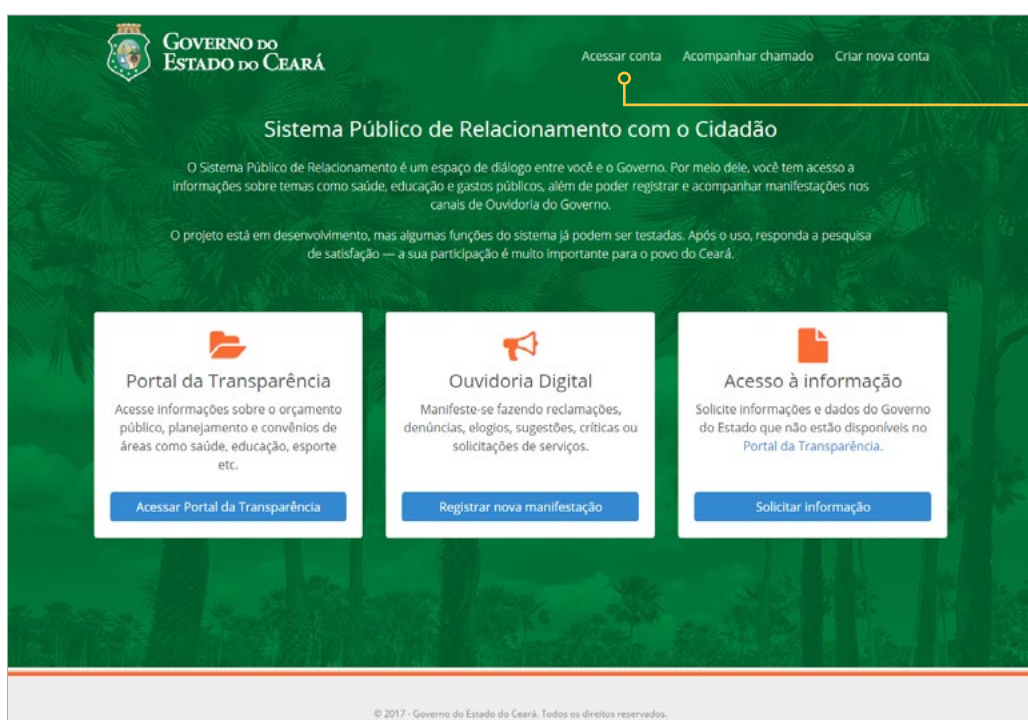 GOVERNO DO
ESTADO DO CEARÁ
Acessar conta
Acompanhar chamado
Criar nova conta
Sistema Público de Relacionamento com o Cidadão
O Sistema Público de Relacionamento é um espaço de diálogo entre você e o Governo. Por meio dele, você tem acesso a
informações sobre temas como saúde, educação e gastos públicos, além de poder registrar e acompanhar manifestações nos
canais de Ouvidoria do Governo.
O projeto está em desenvolvimento, mas algumas funções do sistema já podem ser testadas. Após o uso, responda a pesquisa
de satisfação — a sua participação é muito importante para o povo do Ceará.
Portal da Transparência
Acesse informações sobre o orçamento
público, planejamento e convênios de
áreas como saúde, educação, esporte
etc.
Acessar Portal da Transparência
Ouvidoria Digital
Manifeste-se fazendo reclamações,
denúncias, elogios, sugestões, críticas ou
solicitações de serviços.
Registrar nova manifestação
Acesso à informação
Solicite informações e dados do Governo
do Estado que não estão disponíveis no
Portal da Transparência.
Solicitar informação
© 2017 - Governo do Estado do Ceará. Todos os direitos reservados.